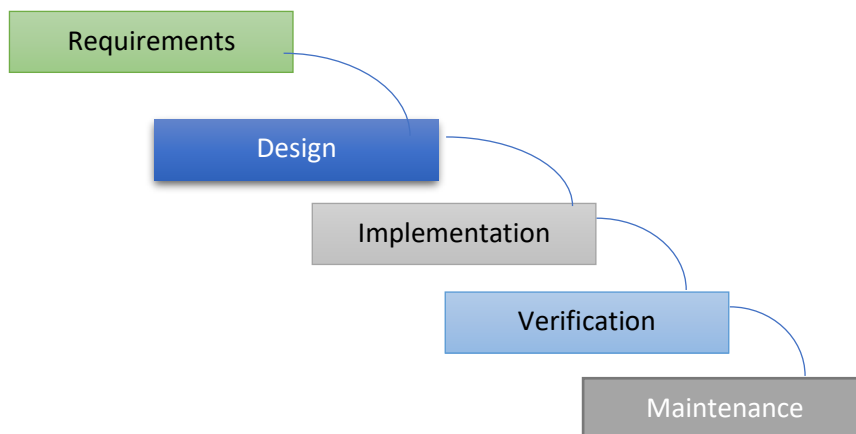 Requirements
Design
Implementation
Verification
Maintenance